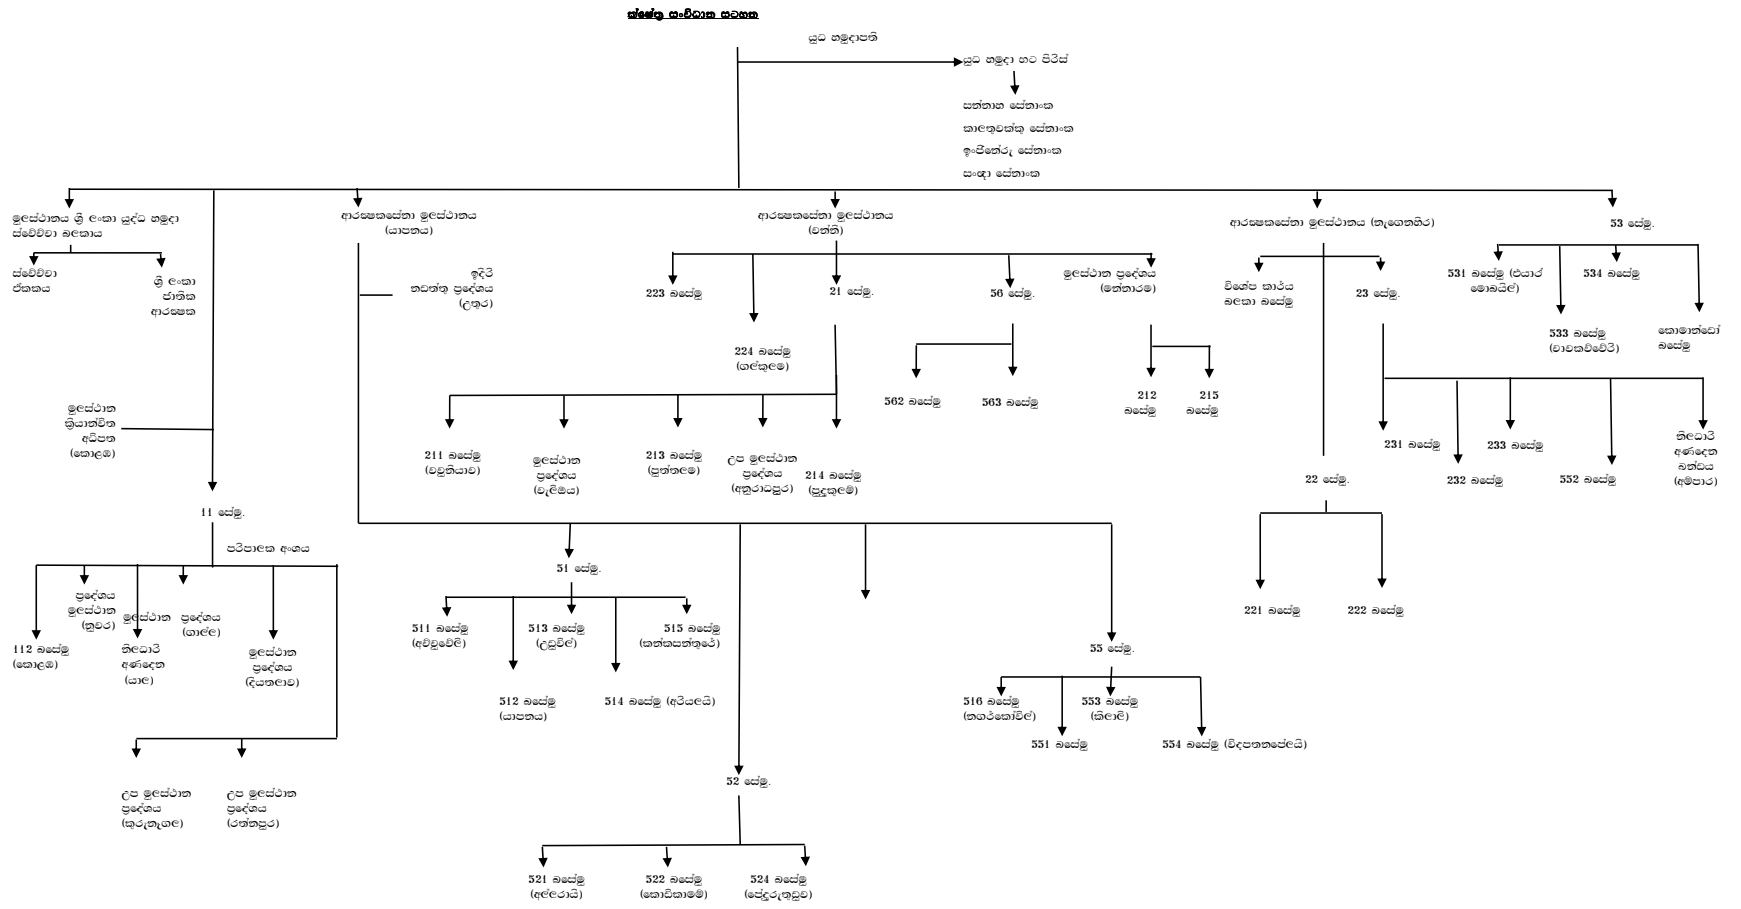 ක්ෂේත්‍ර සංවිධාන සටහන
යුධ හමුදාපති
යුධ හමුදා භට පිරිස්
සන්නාහ සේනාංක
කාලතුවක්කු සේනාංක
ඉංජිනේරු සේනාංක
සංඥා සේනාංක
මූලස්ථානය ශ්‍රී ලංකා යුද්ධ හමුදා
ස්වේච්චා බලකාය
ස්වේච්චා
ඒකකය
ශ්‍රී ලංකා
ජාතික
ආරක්‍ෂක
ආරක්‍ෂකසේනා මූලස්ථානය
(යාපනය)
ආරක්‍ෂකසේනා මූලස්ථානය
(වන්නි)
ආරක්‍ෂකසේනා මූලස්ථානය (නැගෙනහිර)
53 සේමු.
ඉදිරි
නඩත්තු ප්‍රදේශය
(උතුර)
223 බසේමු
21 සේමු.
56 සේමු.
මූලස්ථාන ප්‍රදේශය
(මන්නාරම)
විශේෂ කාර්ය
බලකා බසේමු
23 සේමු.
531 බසේමු (එයාර්
මොබයිල්)
534 බසේමු
533 බසේමු
(චාවකච්චේරි)
කොමාන්ඩෝ
බසේමු
224 බසේමු
(ගල්කුලම)
562 බසේමු
563 බසේමු
212
බසේමු
215
බසේමු
මූලස්ථාන
ක්‍රියාන්විත
අධිපති
(කොළඹ)
211 බසේමු
(වවුනියාව)
මූලස්ථාන
ප්‍රදේශය
(වැලිඔය)
213 බසේමු
(පුත්තලම)
උප මූලස්ථාන
ප්‍රදේශය
(අනුරාධපුර)
214 බසේමු
(පුදුකුලම්)
231 බසේමු
233 බසේමු
232 බසේමු
552 බසේමු
නිලධාරි
අණදෙන
ඛණ්ඩය
(අම්පාර)
22 සේමු.
11 සේමු.
පරිපාලක අංශය
51 සේමු.
221 බසේමු
222 බසේමු
ප්‍රදේශය
මූලස්ථාන
(නුවර)
මූලස්ථාන ප්‍රදේශය
(ගාල්ල)
112 බසේමු
(කොළඹ)
නිලධාරි
අණදෙන
(යාල)
මූලස්ථාන
ප්‍රදේශය
(දියතලාව)
511 බසේමු
(අච්චුවේලි)
513 බසේමු
(උඩුවිල්)
515 බසේමු
(කන්කසන්තුරේ)
512 බසේමු
(යාපනය)
514 බසේමු (අරියලයි)
55 සේමු.
516 බසේමු
(නගර්කෝවිල්)
553 බසේමු
(කිලාලි)
551 බසේමු
554 බසේමු (විදපතනපේලයි)
52 සේමු.
උප මූලස්ථාන
ප්‍රදේශය
(කුරුනෑගල)
උප මූලස්ථාන
ප්‍රදේශය
(රත්නපුර)
521 බසේමු
(අල්ලරායි)
522 බසේමු
(කොඩිකාමම්)
524 බසේමු
(පේදුරුතුඩුව)